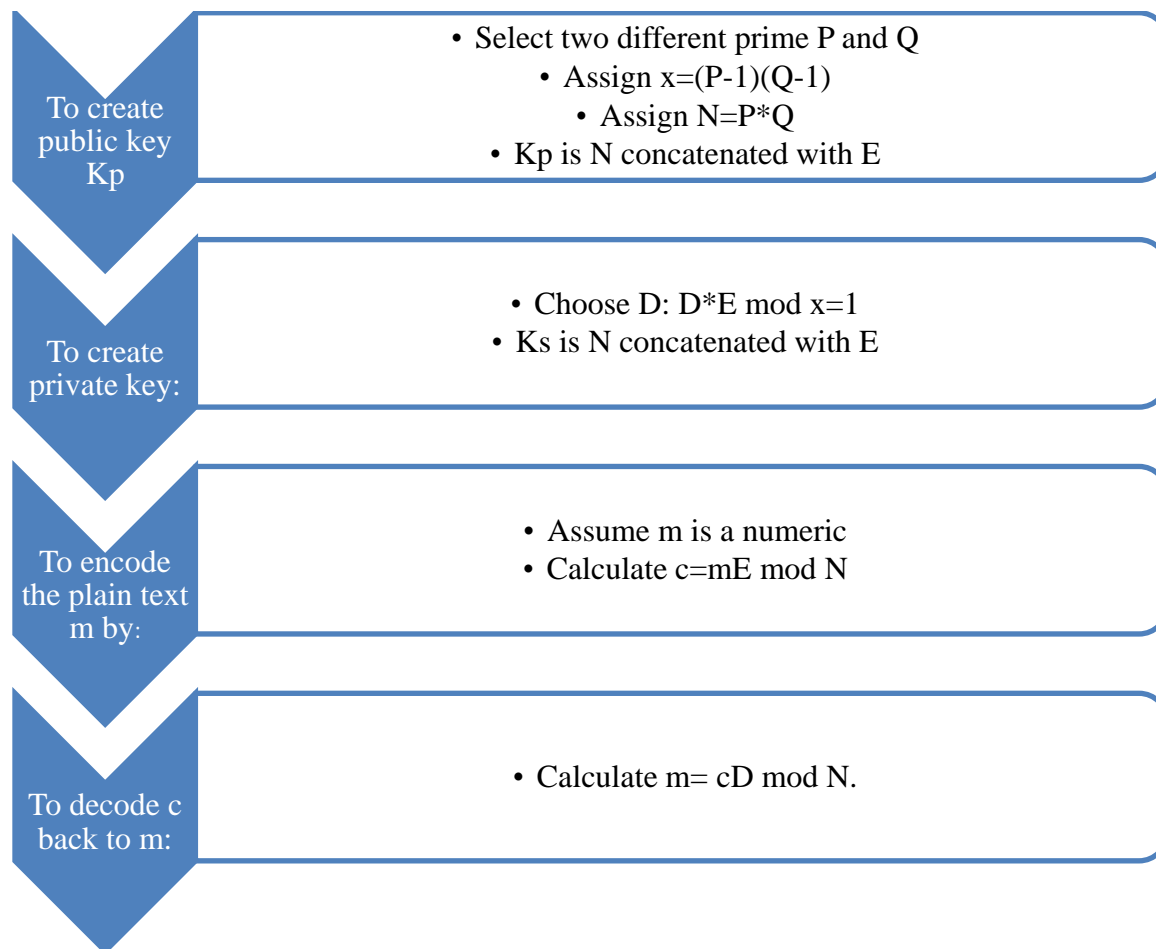 To create
public key
Kp
• Select two different prime P and Q
• Assign x=(P-1)(Q-1)
• Assign N=P*Q
• Kp is N concatenated with E
To create
private key:
• Choose D: D*E mod x=1
• Ks is N concatenated with E
To encode
the plain text
m by:
• Assume m is a numeric
• Calculate c=mE mod N
To decode c
back to m:
• Calculate m= cD mod N.